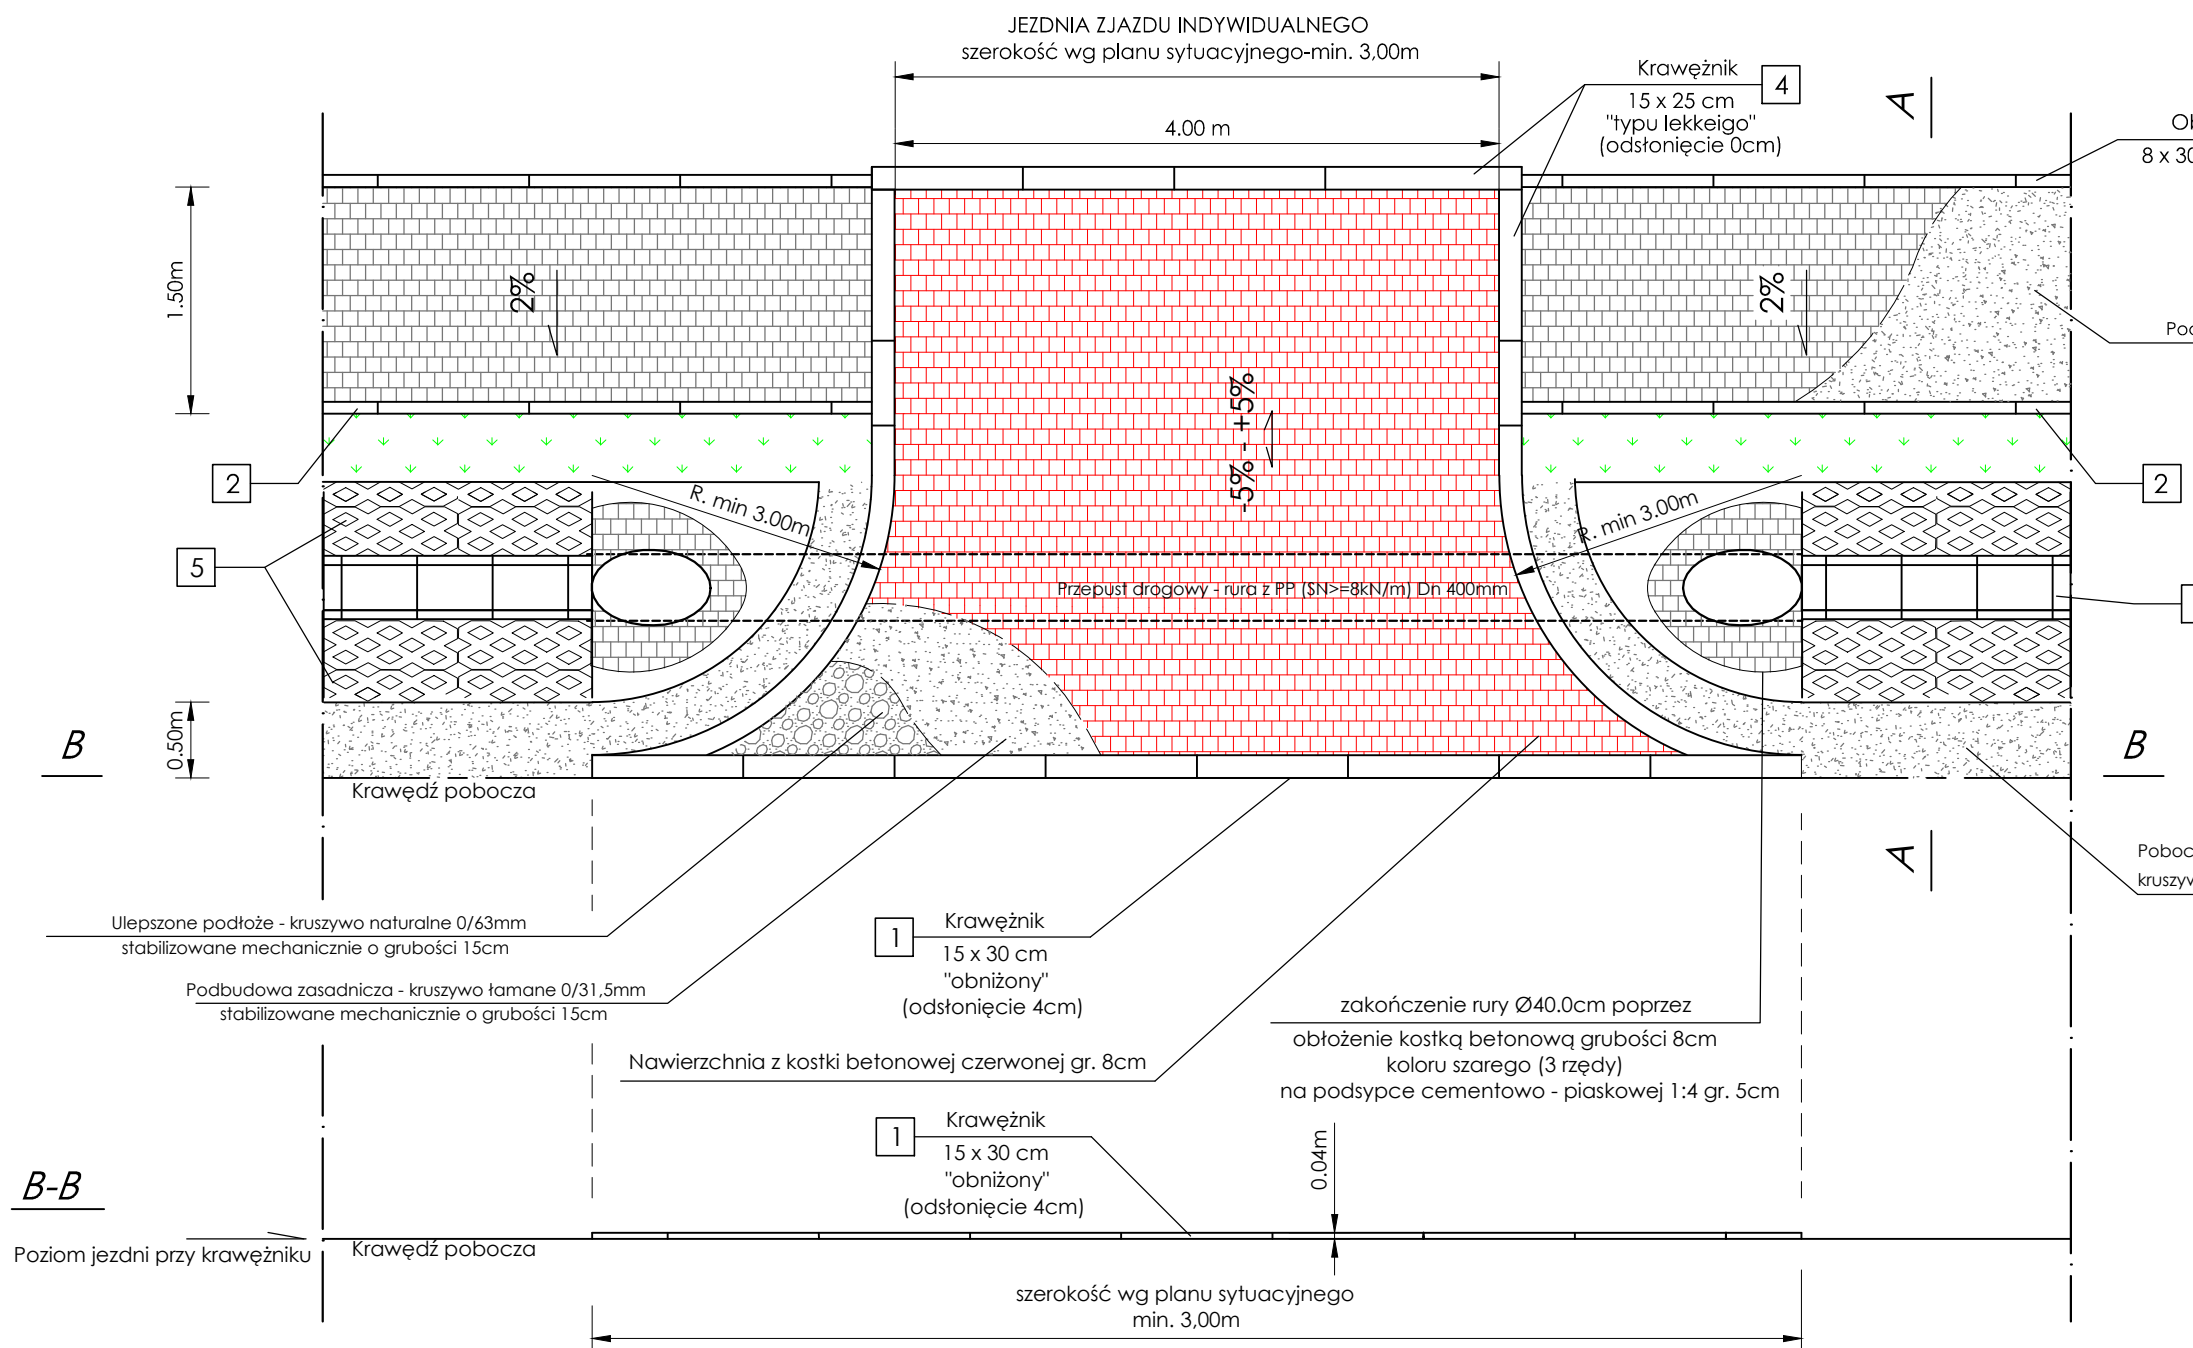 JEZDNIA ZJAZDU INDYWIDUALNEGO
szerokość wg planu sytuacyjnego-min. 3,00m
4.00 m
Krawężnik
4
15 x 25 cm
"typu lekkeigo"
(odsłonięcie 0cm)
A
8 x 30
1.50m
2%
2%
-5% - +5%
2
2
R. min 3.00m
R. min 3.00m
5
Przepust drogowy - rura z PP (SN>=8kN/m) Dn 400mm
0.50m
B
B
Krawędź pobocza
A
kruszyw
Ulepszone podłoże - kruszywo naturalne 0/63mm
stabilizowane mechanicznie o grubości 15cm
1
Krawężnik
15 x 30 cm
"obniżony"
(odsłonięcie 4cm)
Podbudowa zasadnicza - kruszywo łamane 0/31,5mm
stabilizowane mechanicznie o grubości 15cm
zakończenie rury Ø40.0cm poprzez
obłożenie kostką betonową grubości 8cm
koloru szarego (3 rzędy)
na podsypce cementowo - piaskowej 1:4 gr. 5cm
Nawierzchnia z kostki betonowej czerwonej gr. 8cm
1
Krawężnik
15 x 30 cm
"obniżony"
(odsłonięcie 4cm)
0.04m
B-B
Poziom jezdni przy krawężniku
Krawędź pobocza
szerokość wg planu sytuacyjnego
min. 3,00m